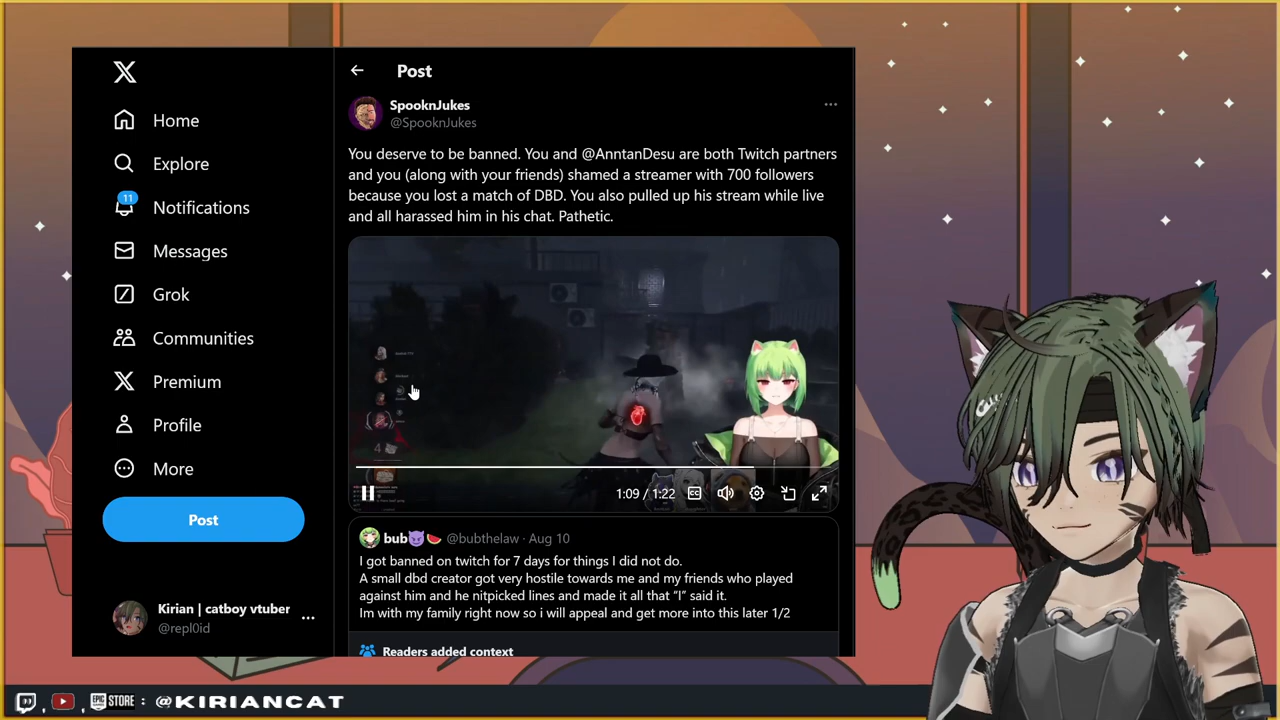 Post
Home
Explore
11
Notifications
Messages
Grok
Communities
Premium
Profile
More
Post
Kirian | catboy vtuber
@repl0id
SpooknJukes
@SpooknJukes
You deserve to be banned. You and @AnntanDesu are both Twitch partners
and you (along with your friends) shamed a streamer with 700 followers
because you lost a match of DBD. You also pulled up his stream while live
and all harassed him in his chat. Pathetic.
1:09 / 1:22
CC
bub😈🍉 @bubthelaw · Aug 10
I got banned on twitch for 7 days for things I did not do.
A small dbd creator got very hostile towards me and my friends who played
against him and he nitpicked lines and made it all that “I” said it.
Im with my family right now so i will appeal and get more into this later 1/2
Readers added context
, , EPIC STORE : @KIRIANCAT